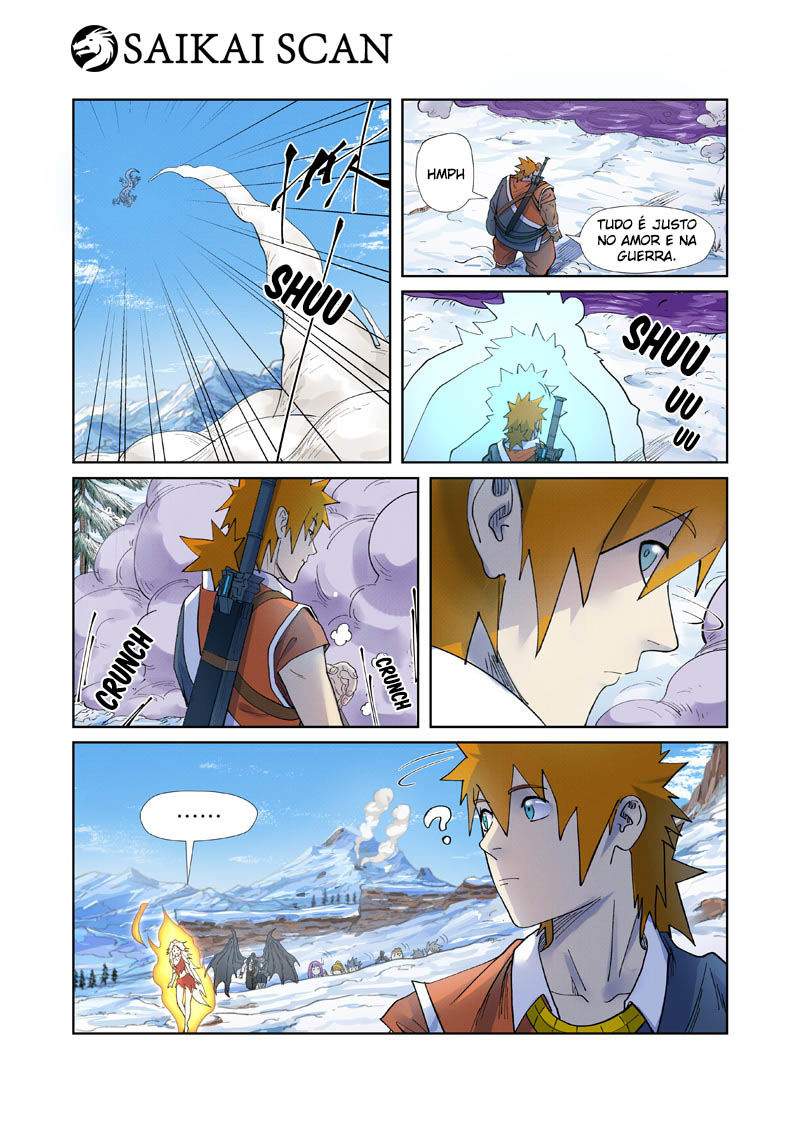 SAIKAI SCAN
SHUU
HMPH
TUDO É JUSTO
NO AMOR E NA
GUERRA.
SHUU
UU
UU
CRUNCH
CRUNCH
......
?